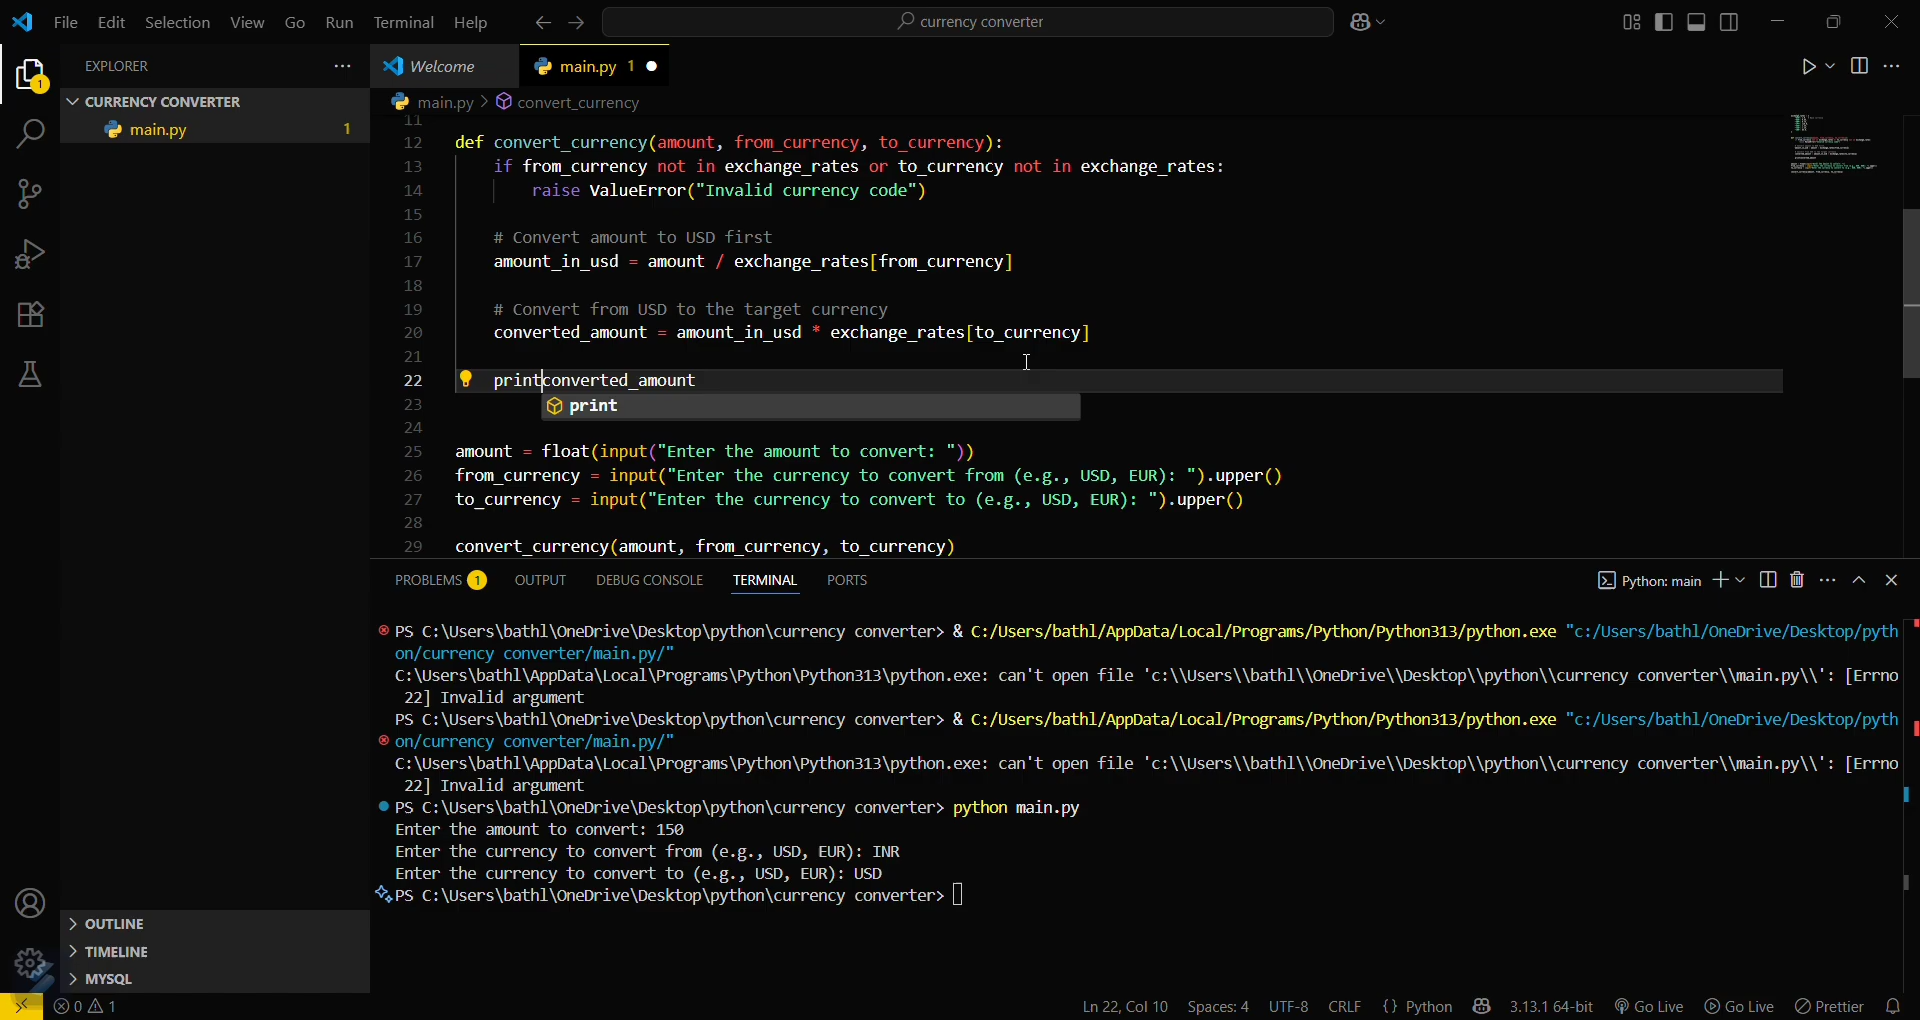 File Edit Selection View Go Run Terminal Help
currency converter
EXPLORER
Welcome
main.py 1
CURRENCY CONVERTER
main.py 1
main.py > convert_currency
11
12 def convert_currency(amount, from_currency, to_currency):
13 if from_currency not in exchange_rates or to_currency not in exchange_rates:
14 raise ValueError("Invalid currency code")
15
16 # Convert amount to USD first
17 amount_in_usd = amount / exchange_rates[from_currency]
18
19 # Convert from USD to the target currency
20 converted_amount = amount_in_usd * exchange_rates[to_currency]
21
22 printconverted_amount
23 print
24
25 amount = float(input("Enter the amount to convert: "))
26 from_currency = input("Enter the currency to convert from (e.g., USD, EUR): ").upper()
27 to_currency = input("Enter the currency to convert to (e.g., USD, EUR): ").upper()
28
29 convert_currency(amount, from_currency, to_currency)
PROBLEMS 1 OUTPUT DEBUG CONSOLE TERMINAL PORTS
Python: main
PS C:\Users\bathl\OneDrive\Desktop\python\currency converter> & C:/Users/bathl/AppData/Local/Programs/Python/Python313/python.exe "c:/Users/bathl/OneDrive/Desktop/pyth
on/currency converter/main.py/"
C:\Users\bathl\AppData\Local\Programs\Python\Python313\python.exe: can't open file 'c:\\Users\\bathl\\OneDrive\\Desktop\\python\\currency converter\\main.py\\': [Errno
22] Invalid argument
PS C:\Users\bathl\OneDrive\Desktop\python\currency converter> & C:/Users/bathl/AppData/Local/Programs/Python/Python313/python.exe "c:/Users/bathl/OneDrive/Desktop/pyth
on/currency converter/main.py/"
C:\Users\bathl\AppData\Local\Programs\Python\Python313\python.exe: can't open file 'c:\\Users\\bathl\\OneDrive\\Desktop\\python\\currency converter\\main.py\\': [Errno
22] Invalid argument
PS C:\Users\bathl\OneDrive\Desktop\python\currency converter> python main.py
Enter the amount to convert: 150
Enter the currency to convert from (e.g., USD, EUR): INR
Enter the currency to convert to (e.g., USD, EUR): USD
PS C:\Users\bathl\OneDrive\Desktop\python\currency converter>
OUTLINE
TIMELINE
MYSQL
0 1
Ln 22, Col 10 Spaces: 4 UTF-8 CRLF {} Python 3.13.1 64-bit Go Live Go Live Prettier